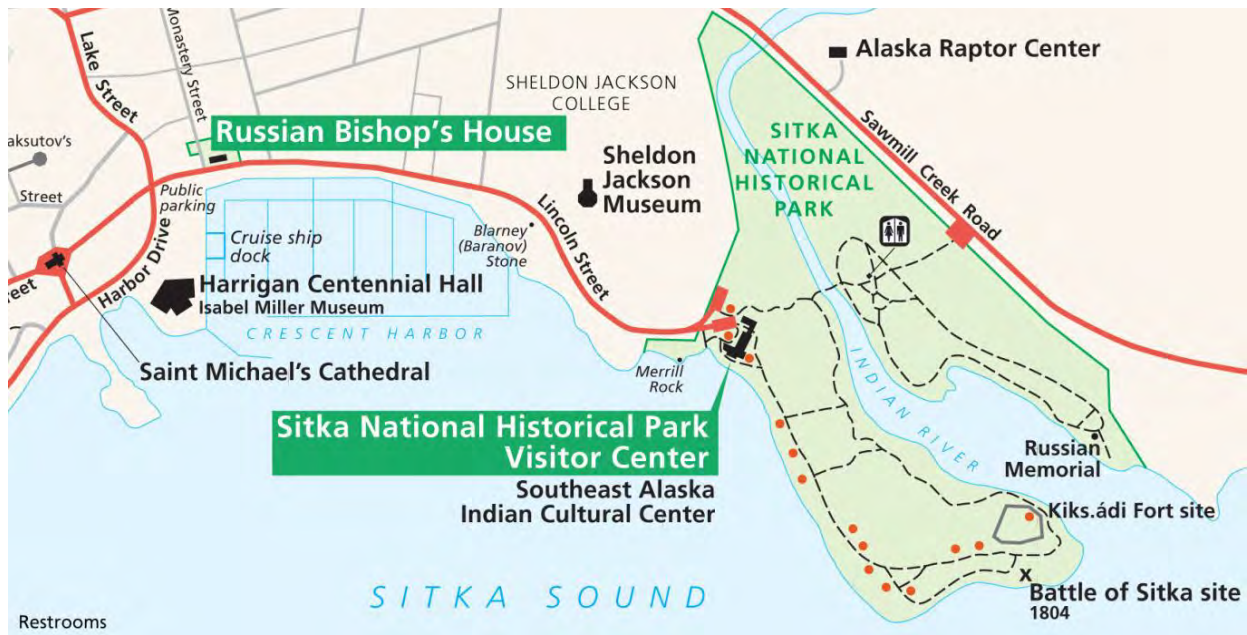 Lake
Street
Monastery Street
aksutov's
Street
eet
Russian Bishop's House
SHELDON JACKSON
COLLEGE
Alaska Raptor Center
Sawmill Creek Road
SITKA
NATIONAL
HISTORICAL
PARK
Sheldon
Jackson
Museum
Public
parking
Harbor Drive
Cruise ship
dock
Blarney
(Baranov)
Stone
Lincoln Street
Harrigan Centennial Hall
Isabel Miller Museum
CRESCENT HARBOR
Saint Michael's Cathedral
Merrill
Rock
INDIAN RIVER
Sitka National Historical Park
Visitor Center
Southeast Alaska
Indian Cultural Center
Russian
Memorial
Kiks.ádi Fort site
x
Battle of Sitka site
1804
SITKA SOUND
Restrooms